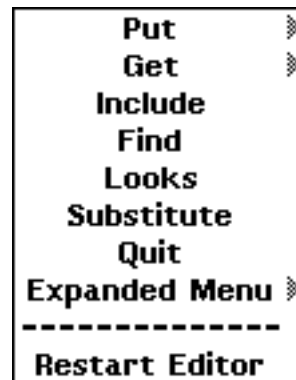 Put
Get
Include
Find
Looks
Substitute
Quit
Expanded Menu
--------------
Restart Editor